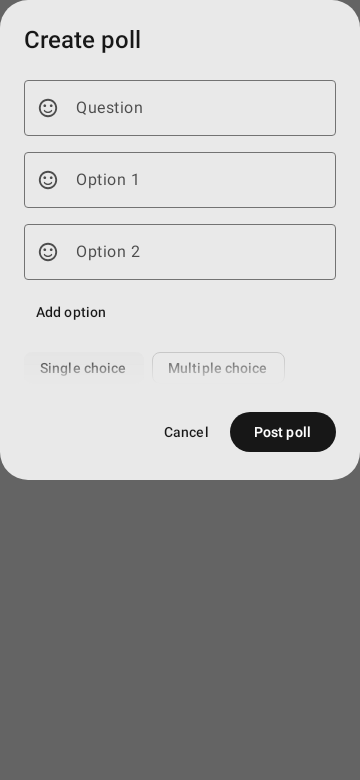 Create poll
Question
Option 1
Option 2
Add option
Single choice Multiple choice
Cancel Post poll